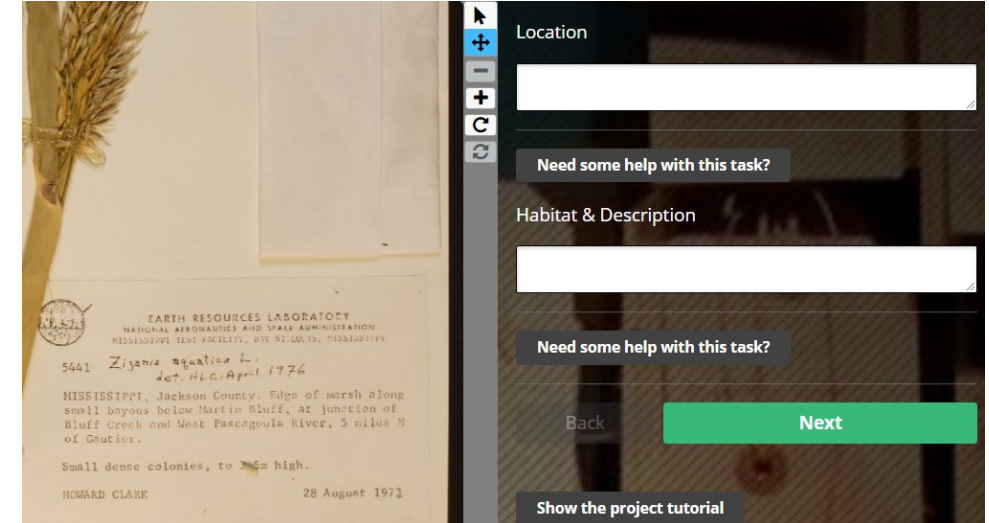 EARTH RESOURCES LABORATORY
NATIONAL AERONAUTICS AND SPACE ADMINISTRATION
MISSISSIPPI TEST FACILITY, BAY ST. LOUIS, MISSISSIPPI
5441 Zizania aquatica L.
det. HLC, April 1976
MISSISSIPPI, Jackson County. Edge of marsh along
small bayous below Martin Bluff, at junction of
Bluff Creek and West Pascagoula River, 5 miles N
of Gautier.
Small dense colonies, to high.
HOWARD CLARK 28 August
Location
Need some help with this task?
Habitat & Description
Need some help with this task?
Back Next
Show the project tutorial